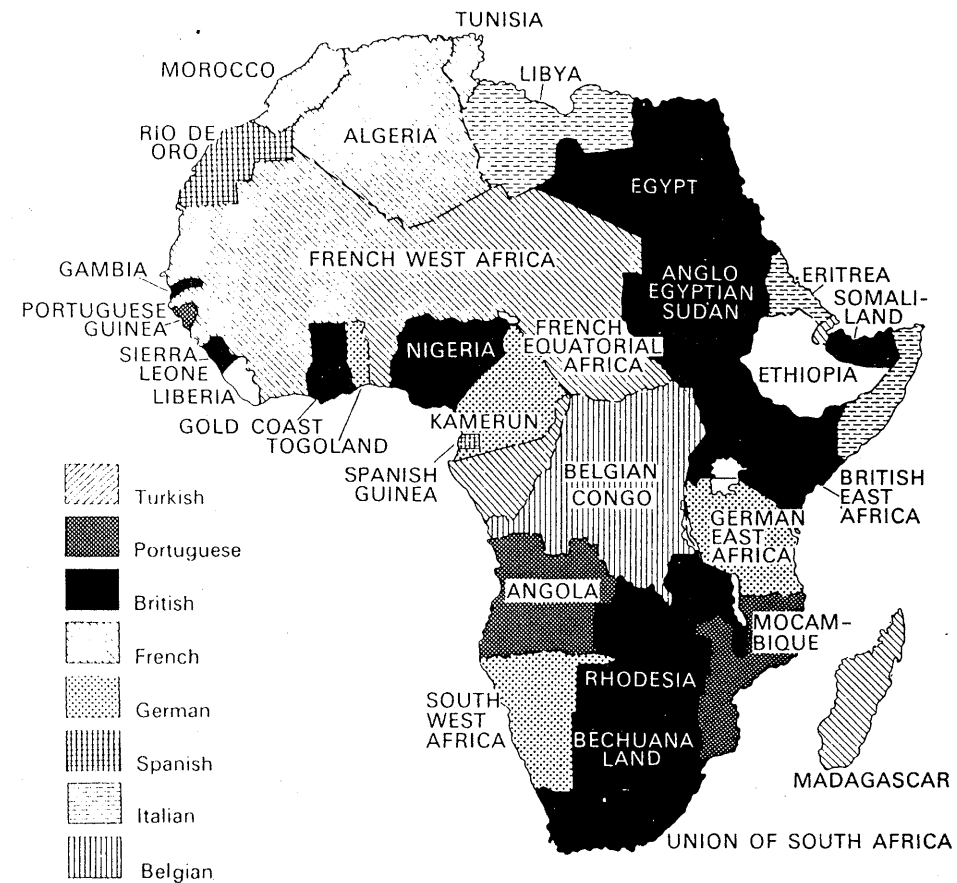 TUNISIA
MOROCCO
LIBYA
RIO DE
ORO
ALGERIA
EGYPT
FRENCH WEST AFRICA
GAMBIA
PORTUGUESE
GUINEA
SIERRA
LEONE
LIBERIA
GOLD COAST
TOGOLAND
NIGERIA
FRENCH
EQUATORIAL
AFRICA
ANGLO
EGYPTIAN
SUDAN
ERITREA
SOMALI-
LAND
ETHIOPIA
KAMERUN
SPANISH
GUINEA
BELGIAN
CONGO
BRITISH
EAST
AFRICA
GERMAN
EAST
AFRICA
ANGOLA
MOCAM-
BIQUE
RHODESIA
SOUTH
WEST
AFRICA
BECHUANA
LAND
MADAGASCAR
UNION OF SOUTH AFRICA
Turkish
Portuguese
British
French
German
Spanish
Italian
Belgian